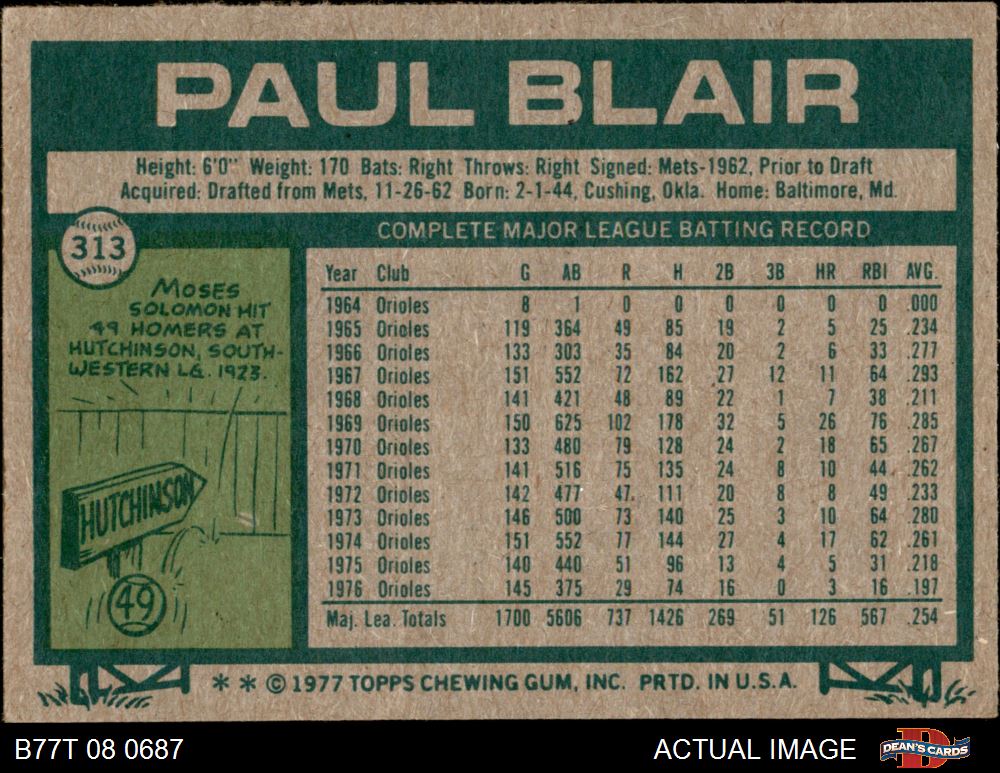 PAUL BLAIR
Height: 6'0" Weight: 170 Bats: Right Throws: Right Signed: Mets-1962, Prior to Draft
Acquired: Drafted from Mets, 11-26-62 Born: 2-1-44, Cushing, Okla. Home: Baltimore, Md.
313
MOSES
SOLOMON HIT
49 HOMERS AT
HUTCHINSON, SOUTH-
WESTERN LG. 1923.
HUTCHINSON
49
COMPLETE MAJOR LEAGUE BATTING RECORD
Year Club G AB R H 2B 3B HR RBI AVG.
1964 Orioles 8 1 0 0 0 0 0 0 .000
1965 Orioles 119 364 49 85 19 2 5 25 .234
1966 Orioles 133 303 35 84 20 2 6 33 .277
1967 Orioles 151 552 72 162 27 12 11 64 .293
1968 Orioles 141 421 48 89 22 1 7 38 .211
1969 Orioles 150 625 102 178 32 5 26 76 .285
1970 Orioles 133 480 79 128 24 2 18 65 .267
1971 Orioles 141 516 75 135 24 8 10 44 .262
1972 Orioles 142 477 47 111 20 8 8 49 .233
1973 Orioles 146 500 73 140 25 3 10 64 .280
1974 Orioles 151 552 77 144 27 4 17 62 .261
1975 Orioles 140 440 51 96 13 4 5 31 .218
1976 Orioles 145 375 29 74 16 0 3 16 .197
Maj. Lea. Totals 1700 5606 737 1426 269 51 126 567 .254
* * © 1977 TOPPS CHEWING GUM, INC. PRTD. IN U.S.A.
B77T 08 0687
ACTUAL IMAGE
DEAN'S CARDS